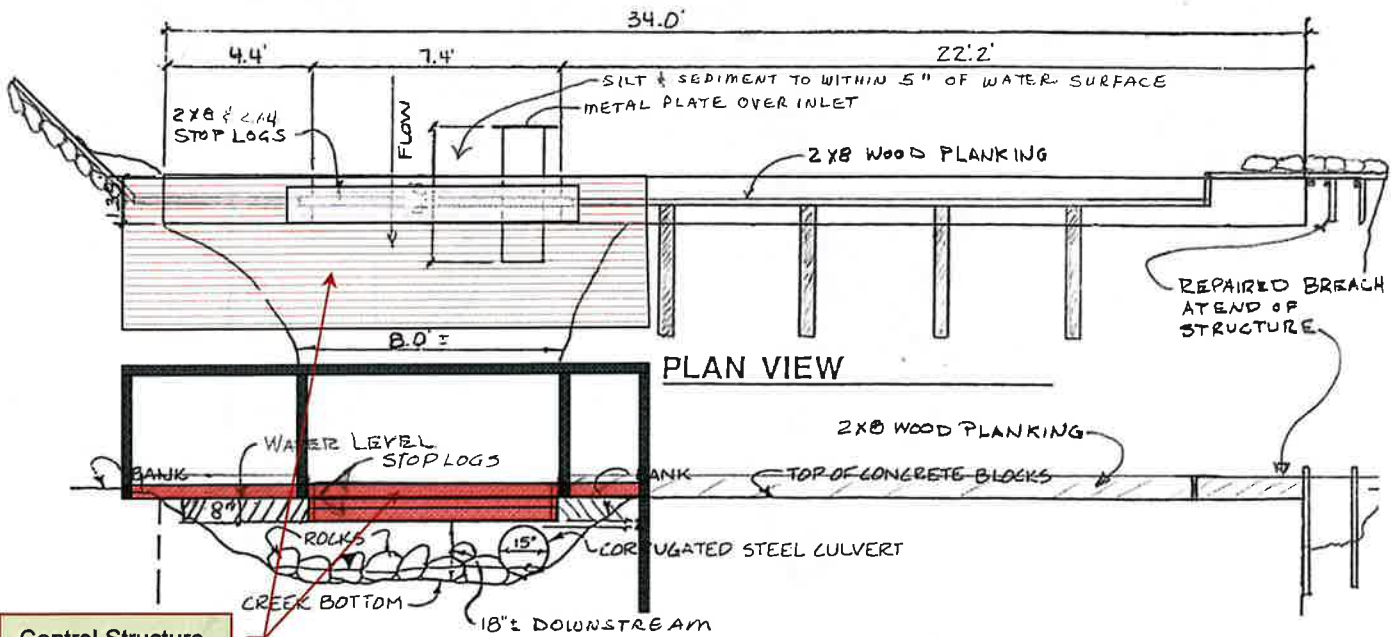 34.0'
4.4'
7.4'
22'.2'
SILT & SEDIMENT TO WITHIN 5" OF WATER SURFACE
METAL PLATE OVER INLET
2X8 &
STOP LOGS
FLOW
2X8 WOOD PLANKING
REPAIRED BREACH
AT END OF
STRUCTURE
8.0' ±
PLAN VIEW
2X8 WOOD PLANKING
WATER LEVEL
STOP LOGS
BANK
BANK
TOP OF CONCRETE BLOCKS
8"
ROCKS
15"
CORRUGATED STEEL CULVERT
CREEK BOTTOM
18"± DOWNSTREAM
Control Structure